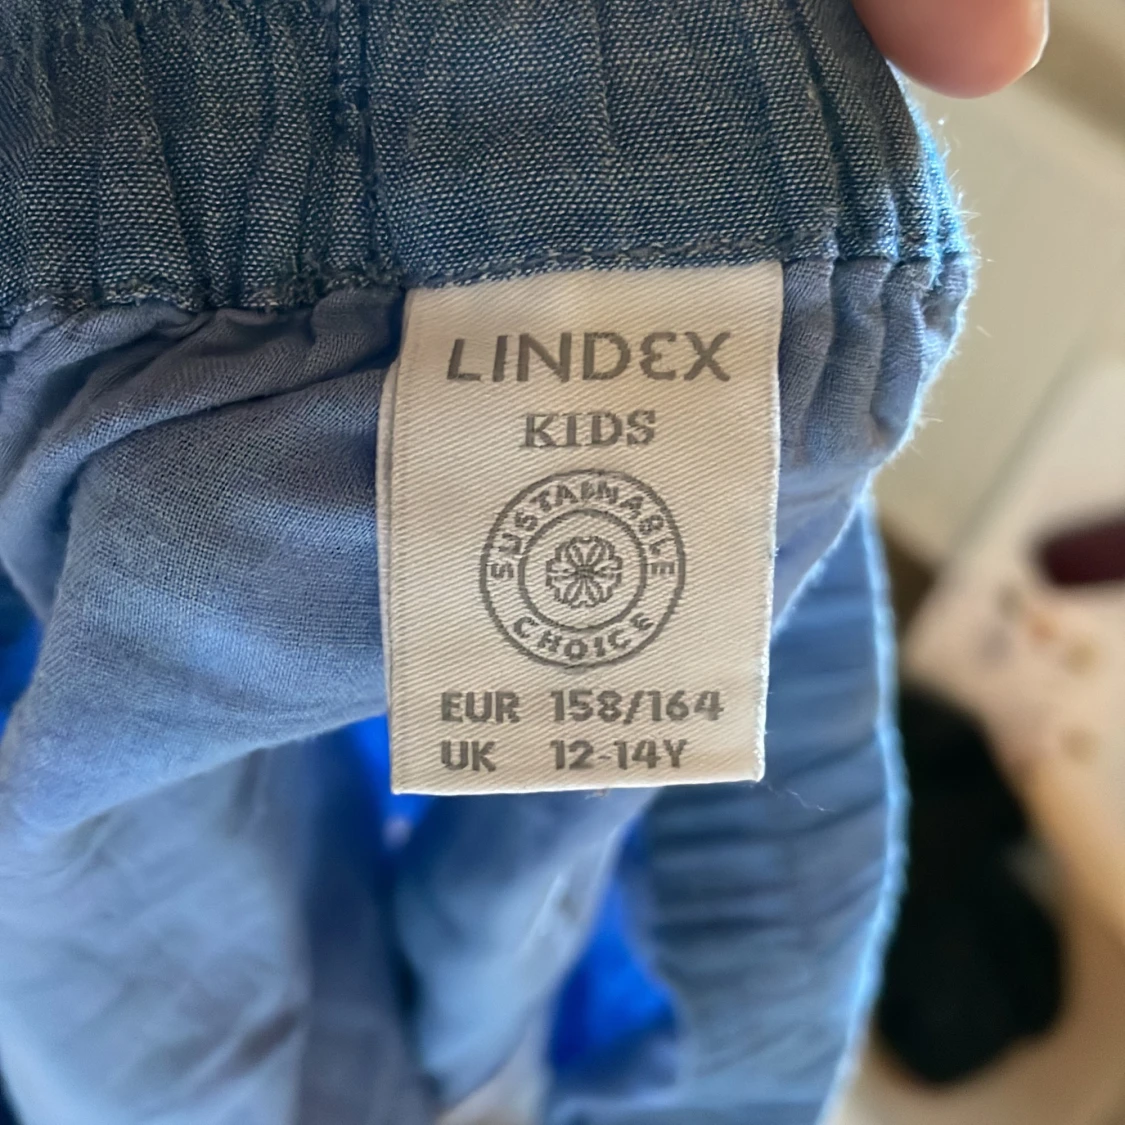 LINDEX
KIDS
SUSTAINABLE
CHOICE
EUR 158/164
UK 12-14Y